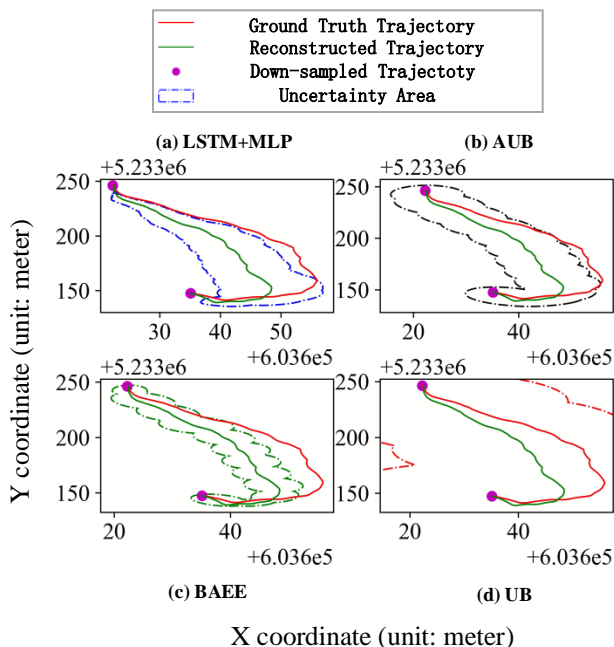 Ground Truth Trajectory
Reconstructed Trajectory
Down-sampled Trajectoty
Uncertainty Area
(a) LSTM+MLP
(b) AUB
+5.233e6
+5.233e6
250
200
150
30
40
50
+6.036e5
250
200
150
20
40
+6.036e5
Y coordinate (unit: meter)
+5.233e6
+5.233e6
250
200
150
20
40
+6.036e5
250
200
150
20
40
+6.036e5
(c) BAEE
(d) UB
X coordinate (unit: meter)